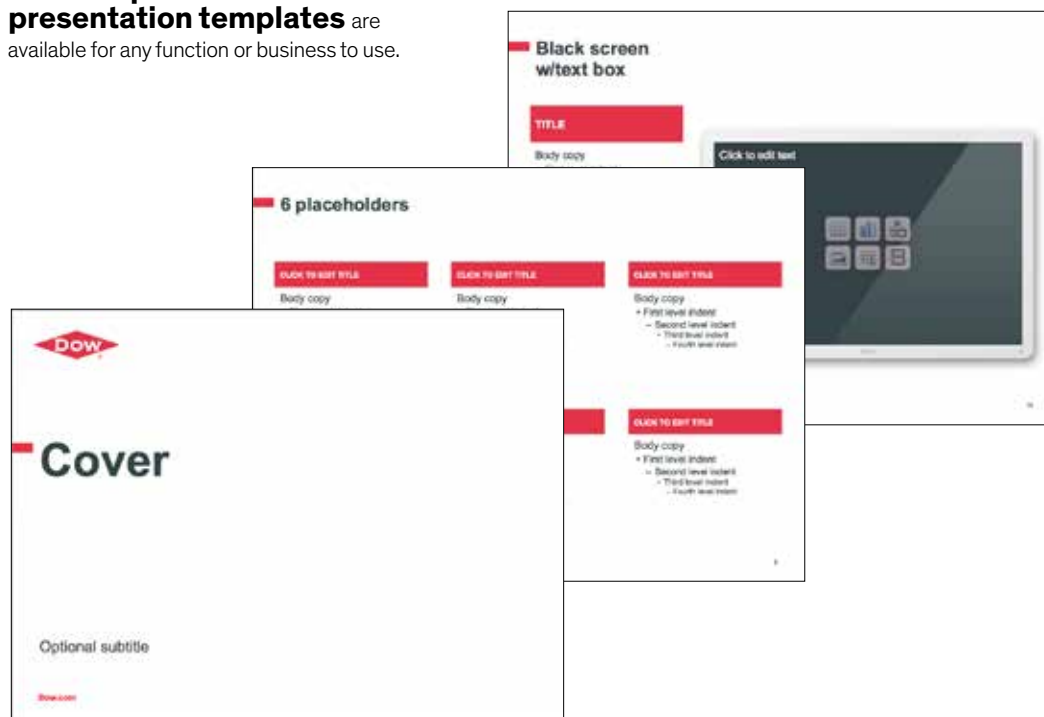 presentation templates are
available for any function or business to use.
Black screen
w/text box
TITLE
Body copy
Click to edit text
6 placeholders
CLICK TO EDIT TITLE
CLICK TO EDIT TITLE
CLICK TO EDIT TITLE
Body copy
Body copy
Body copy
• First level indent
– Second level indent
• Third level indent
– Fourth level indent
CLICK TO EDIT TITLE
Body copy
• First level indent
– Second level indent
• Third level indent
– Fourth level indent
Dow
Cover
Optional subtitle
Dow.com